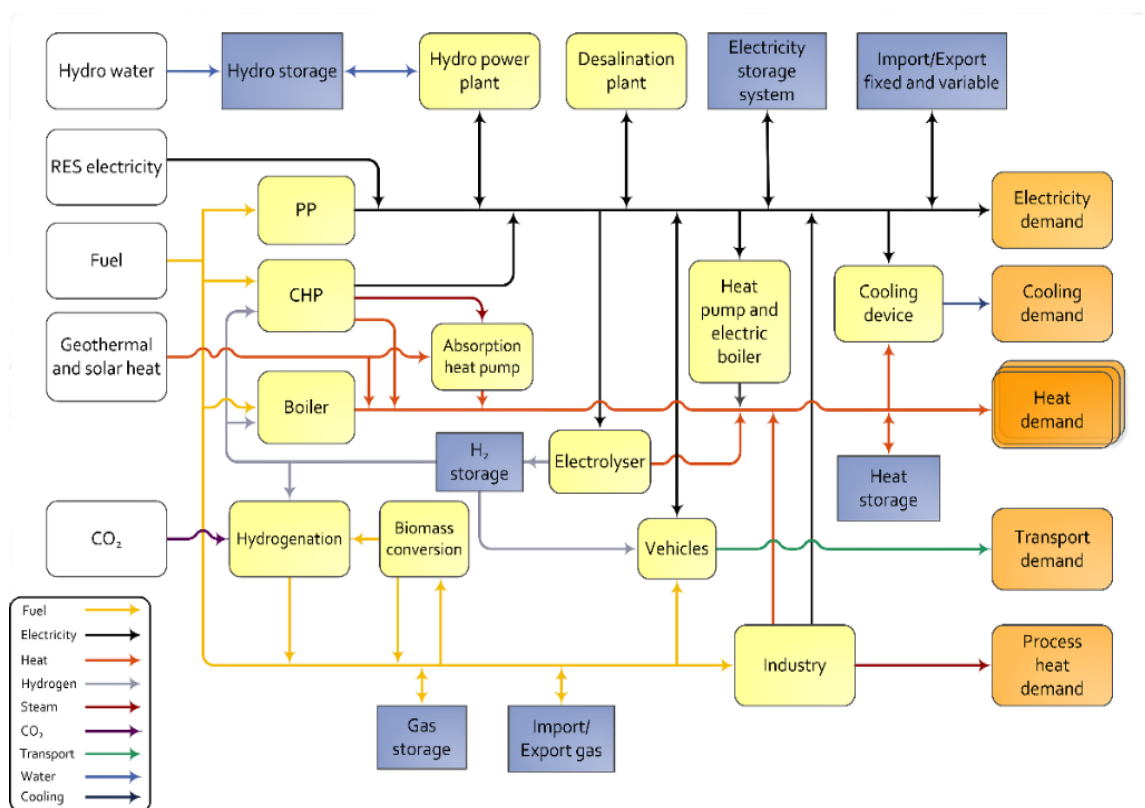 Hydro water
Hydro storage
Hydro power
plant
Desalination
plant
Electricity
storage
system
Import/Export
fixed and variable
RES electricity
PP
Electricity
demand
Fuel
CHP
Heat
pump and
electric
boiler
Cooling
device
Cooling
demand
Geothermal
and solar heat
Absorption
heat pump
Boiler
Heat
demand
H₂
storage
Electrolyser
Heat
storage
CO₂
Hydrogenation
Biomass
conversion
Vehicles
Transport
demand
Fuel
Electricity
Heat
Hydrogen
Steam
CO₂
Transport
Water
Cooling
Industry
Process
heat
demand
Gas
storage
Import/
Export gas